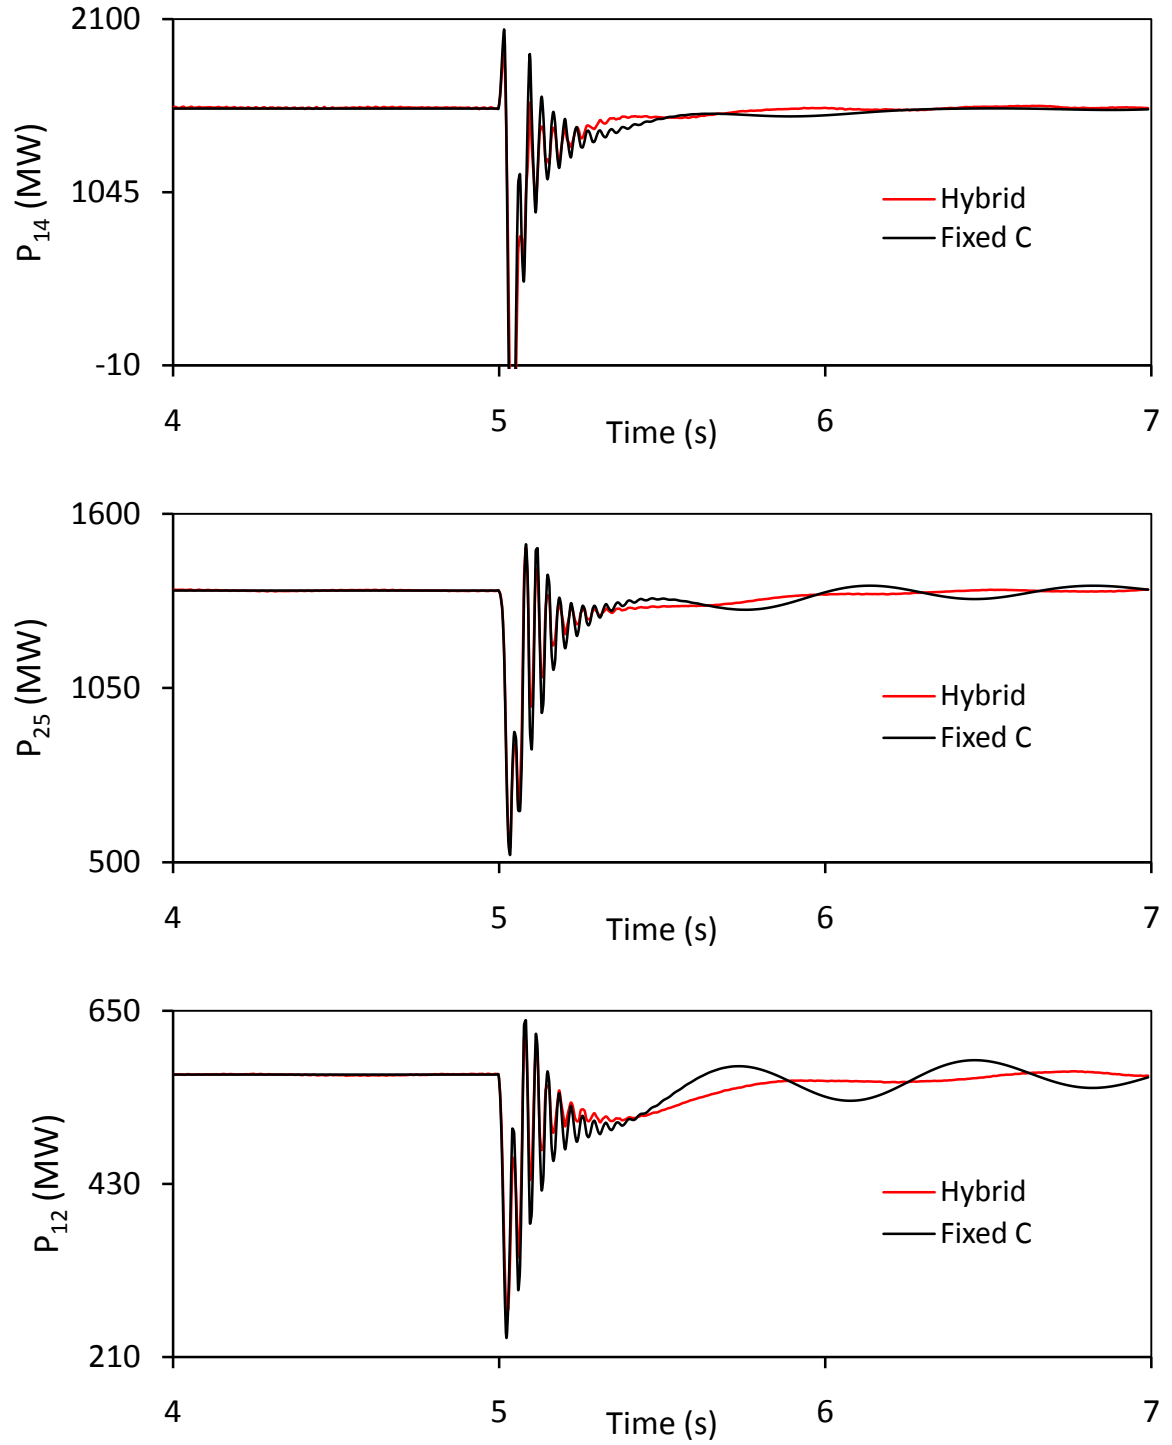 2100
1045
-10
P14 (MW)
Hybrid
Fixed C
4 5 6 7
Time (s)
1600
1050
500
P25 (MW)
Hybrid
Fixed C
4 5 6 7
Time (s)
650
430
210
P12 (MW)
Hybrid
Fixed C
4 5 6 7
Time (s)